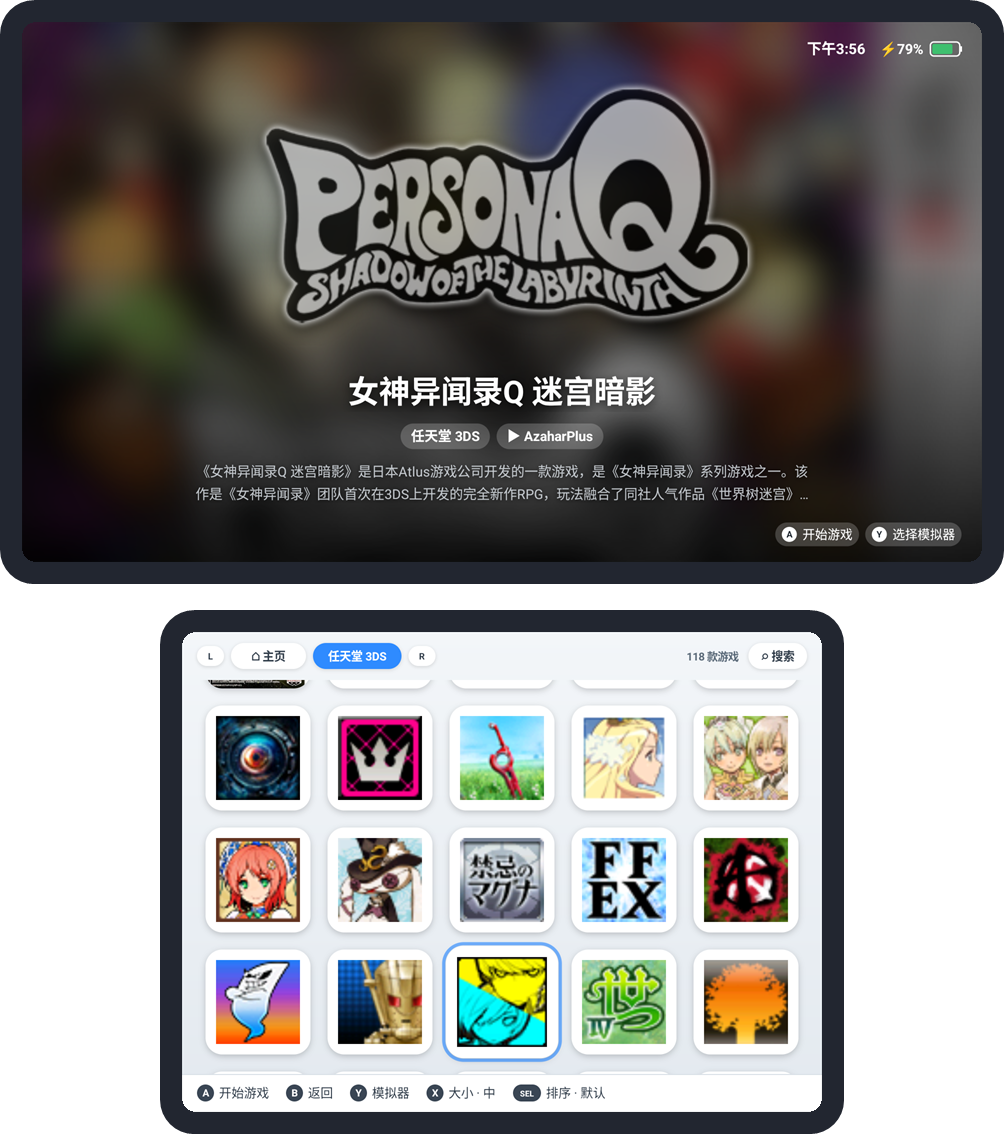 下午3:56 ⚡79%
PERSONA Q
SHADOW OF THE LABYRINTH
女神异闻录Q 迷宫暗影
任天堂 3DS ▶ AzaharPlus
《女神异闻录Q 迷宫暗影》是日本Atlus游戏公司开发的一款游戏，是《女神异闻录》系列游戏之一。该
作是《女神异闻录》团队首次在3DS上开发的完全新作RPG，玩法融合了同社人气作品《世界树迷宫》…
A 开始游戏 Y 选择模拟器
L 主页 任天堂 3DS R 118 款游戏 搜索
禁忌の
マグナ
FF
EX
世
IV
A 开始游戏 B 返回 Y 模拟器 X 大小 · 中 SEL 排序 · 默认